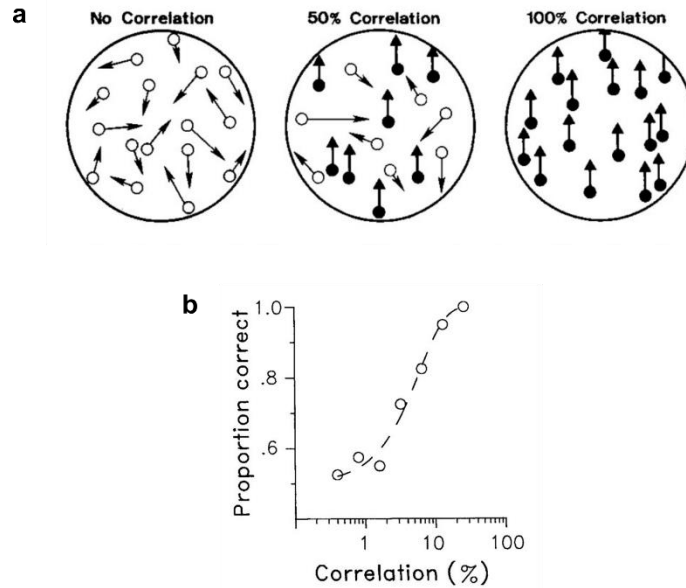 a
No Correlation 50% Correlation 100% Correlation
b
1.0
.8
.6
Proportion correct
1 10 100
Correlation (%)